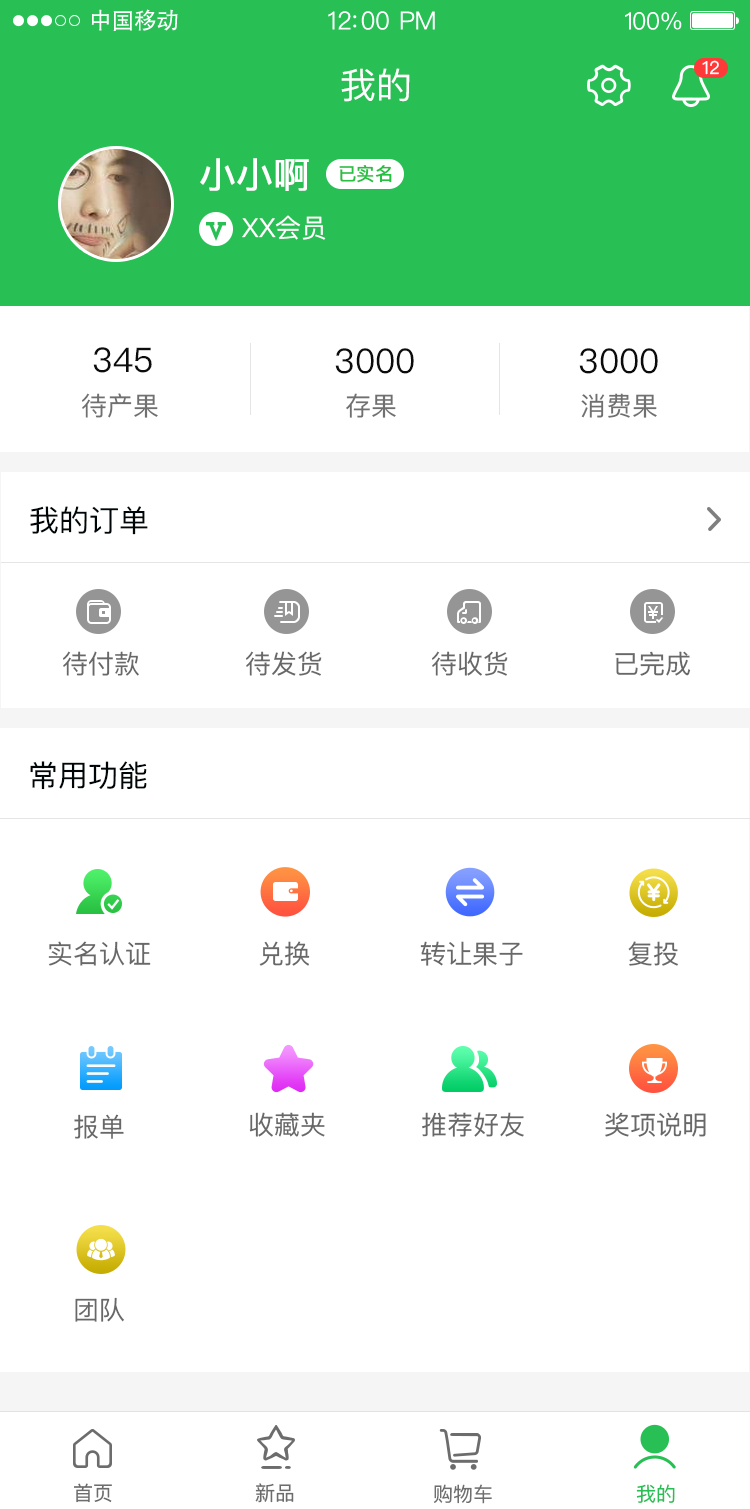 中国移动 12:00 PM 100%
我的
12
小小啊 已实名
XX会员
345 3000 3000
待产果 存果 消费果
我的订单
待付款 待发货 待收货 已完成
常用功能
实名认证 兑换 转让果子 复投
报单 收藏夹 推荐好友 奖项说明
团队
首页 新品 购物车 我的